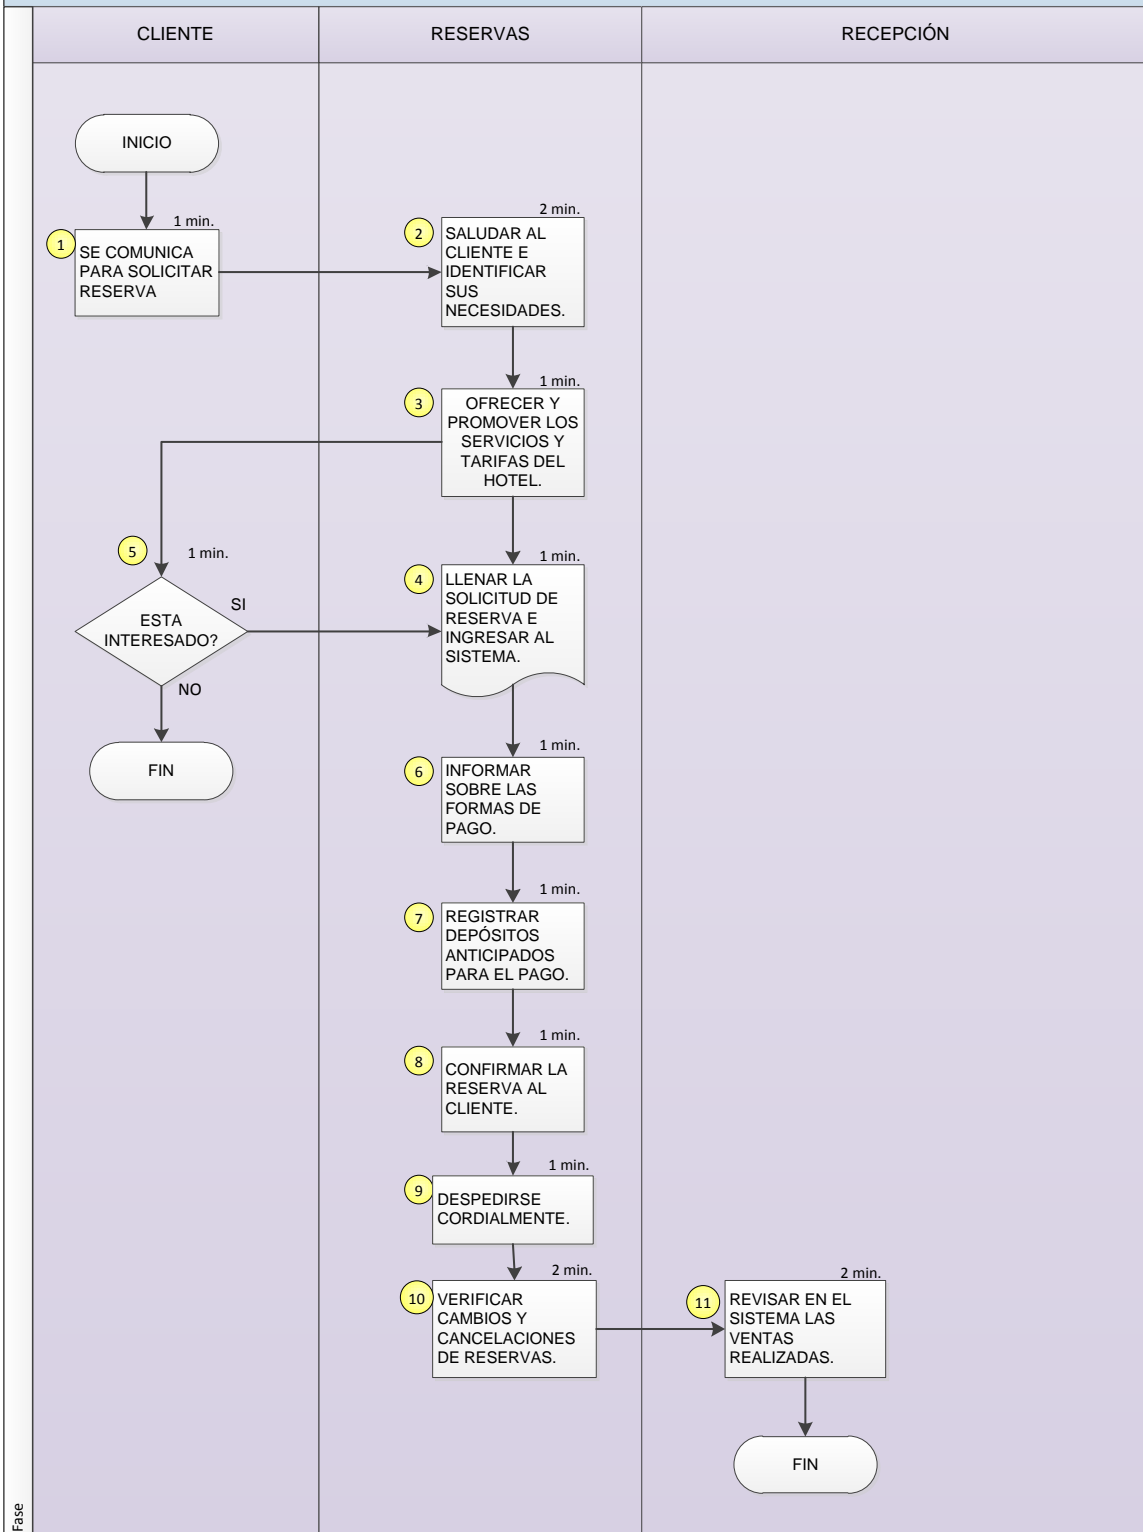 CLIENTE
RESERVAS
RECEPCIÓN
INICIO
1 min.
1
SE COMUNICA
PARA SOLICITAR
RESERVA
2 min.
2
SALUDAR AL
CLIENTE E
IDENTIFICAR
SUS
NECESIDADES.
1 min.
3
OFRECER Y
PROMOVER LOS
SERVICIOS Y
TARIFAS DEL
HOTEL.
5
1 min.
ESTA
INTERESADO?
SI
NO
FIN
1 min.
4
LLENAR LA
SOLICITUD DE
RESERVA E
INGRESAR AL
SISTEMA.
1 min.
6
INFORMAR
SOBRE LAS
FORMAS DE
PAGO.
1 min.
7
REGISTRAR
DEPÓSITOS
ANTICIPADOS
PARA EL PAGO.
1 min.
8
CONFIRMAR LA
RESERVA AL
CLIENTE.
1 min.
9
DESPEDIRSE
CORDIALMENTE.
2 min.
10
VERIFICAR
CAMBIOS Y
CANCELACIONES
DE RESERVAS.
2 min.
11
REVISAR EN EL
SISTEMA LAS
VENTAS
REALIZADAS.
FIN
Fase